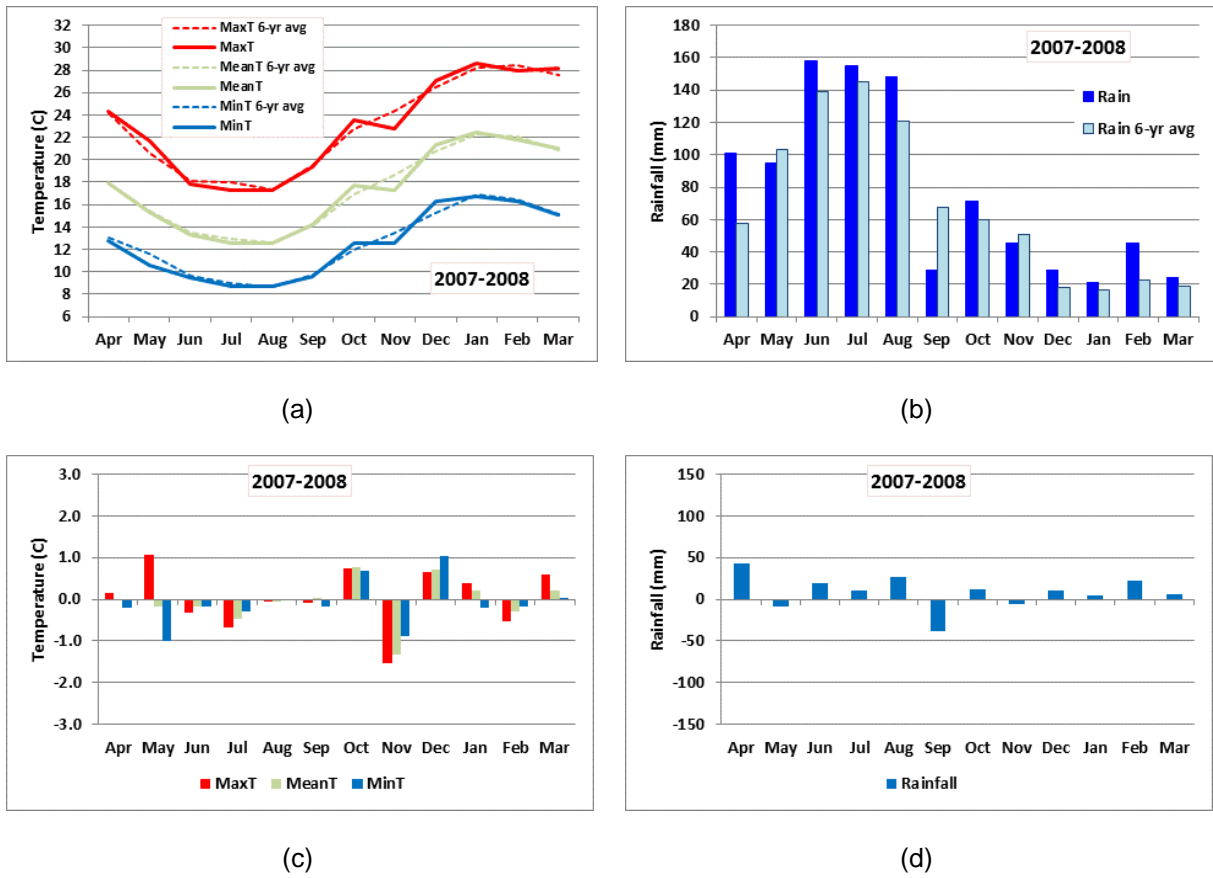 32
30
28
26
24
22
20
18
16
14
12
10
8
6
Temperature (C)
MaxT 6-yr avg
MaxT
MeanT 6-yr avg
MeanT
MinT 6-yr avg
MinT
2007-2008
Apr May Jun Jul Aug Sep Oct Nov Dec Jan Feb Mar
(a)
180
160
140
120
100
80
60
40
20
0
Rainfall (mm)
2007-2008
Rain
Rain 6-yr avg
Apr May Jun Jul Aug Sep Oct Nov Dec Jan Feb Mar
(b)
3.0
2.0
1.0
0.0
-1.0
-2.0
-3.0
Temperature (C)
2007-2008
Apr May Jun Jul Aug Sep Oct Nov Dec Jan Feb Mar
MaxT MeanT MinT
(c)
150
100
50
0
-50
-100
-150
Rainfall (mm)
2007-2008
Apr May Jun Jul Aug Sep Oct Nov Dec Jan Feb Mar
Rainfall
(d)